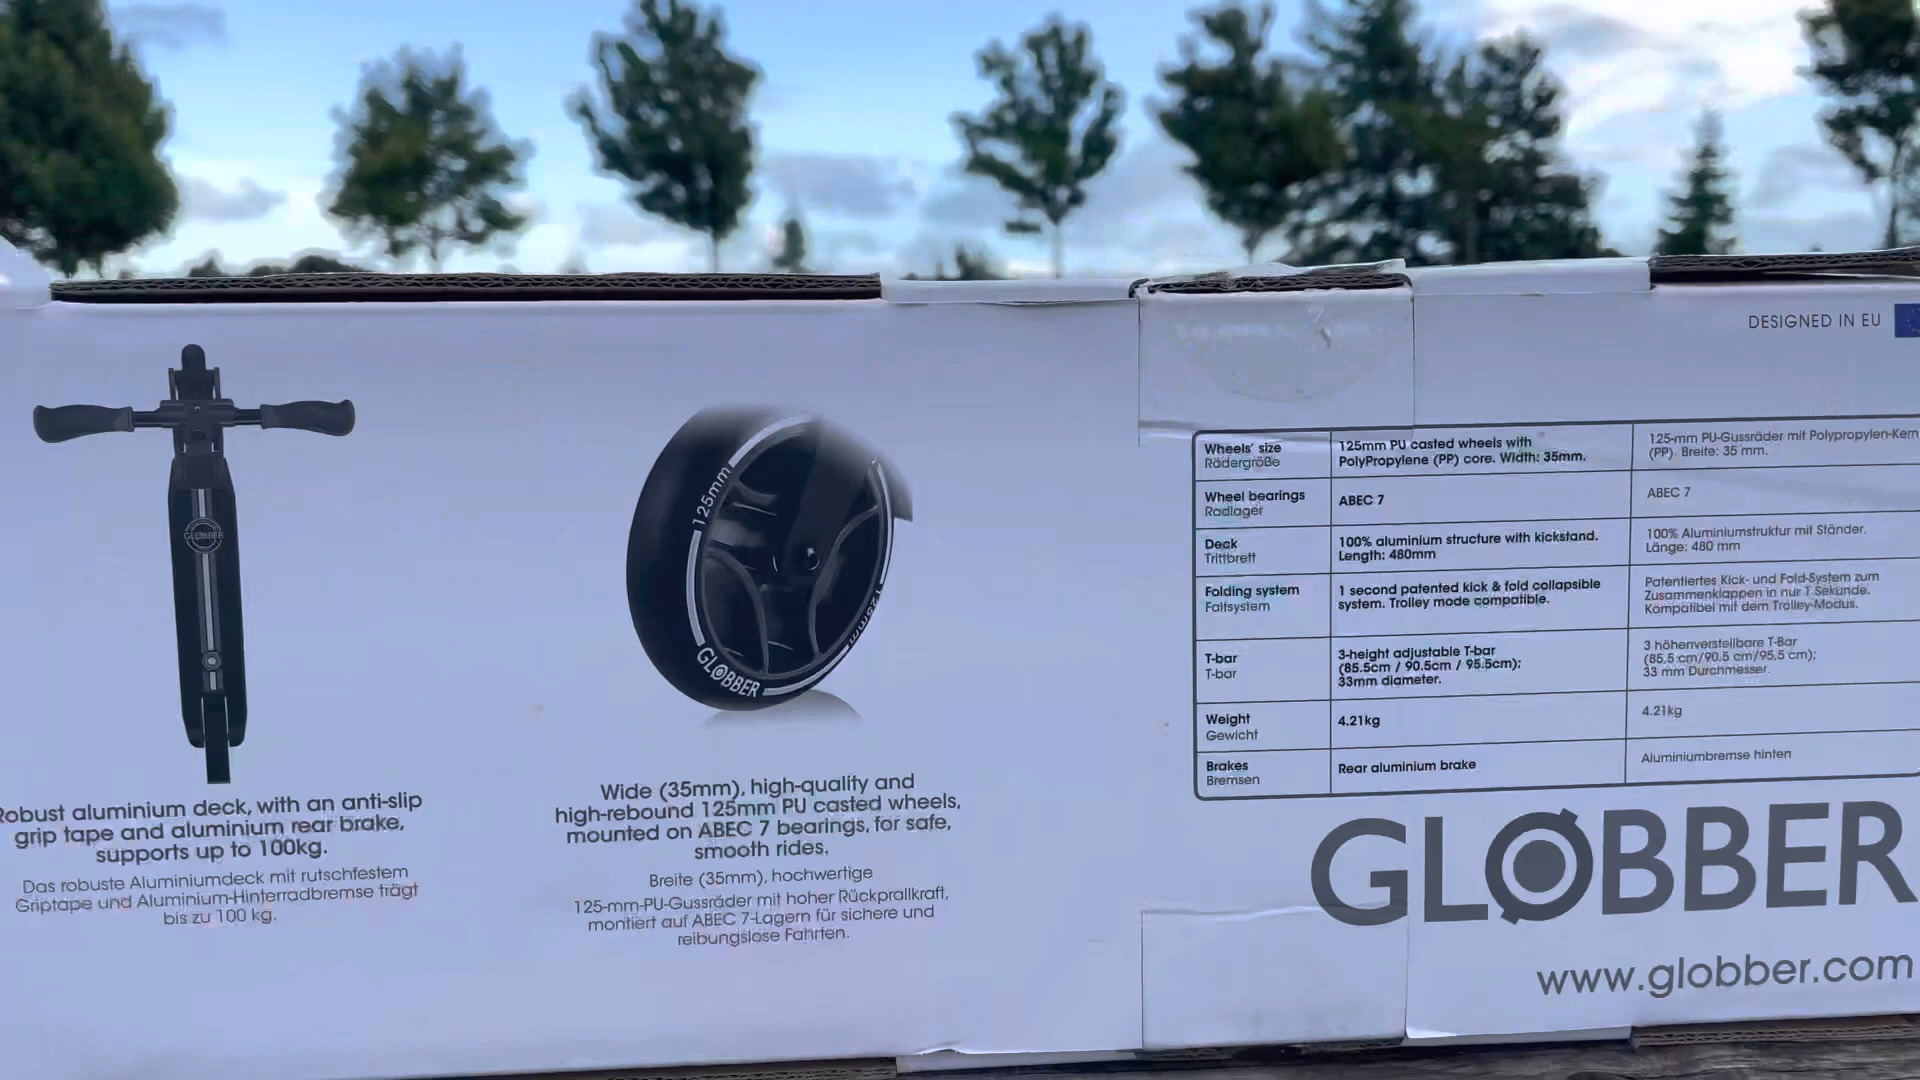 DESIGNED IN EU
GLOBBER
Robust aluminium deck, with an anti-slip
grip tape and aluminium rear brake,
supports up to 100kg.
Das robuste Aluminiumdeck mit rutschfestem
Griptape und Aluminium-Hinterradbremse trägt
bis zu 100 kg.
125mm
125mm
GLOBBER
Wide (35mm), high-quality and
high-rebound 125mm PU casted wheels,
mounted on ABEC 7 bearings, for safe,
smooth rides.
Breite (35mm), hochwertige
125-mm-PU-Gussräder mit hoher Rückprallkraft,
montiert auf ABEC 7-Lagern für sichere und
reibungslose Fahrten.
Wheels' size
Rädergröße
125mm PU casted wheels with
PolyPropylene (PP) core. Width: 35mm.
125-mm PU-Gussräder mit Polypropylen-Kern
(PP). Breite: 35 mm.
Wheel bearings
Radlager
ABEC 7
ABEC 7
Deck
Trittbrett
100% aluminium structure with kickstand.
Length: 480mm
100% Aluminiumstruktur mit Ständer.
Länge: 480 mm
Folding system
Faltsystem
1 second patented kick & fold collapsible
system. Trolley mode compatible.
Patentiertes Kick- und Fold-System zum
Zusammenklappen in nur 1 Sekunde.
Kompatibel mit dem Trolley-Modus.
T-bar
T-bar
3-height adjustable T-bar
(85.5cm / 90.5cm / 95.5cm);
33mm diameter.
3 höhenverstellbare T-Bar
(85,5 cm/90,5 cm/95,5 cm);
33 mm Durchmesser.
Weight
Gewicht
4.21kg
4.21kg
Brakes
Bremsen
Rear aluminium brake
Aluminiumbremse hinten
GLOBBER
www.globber.com